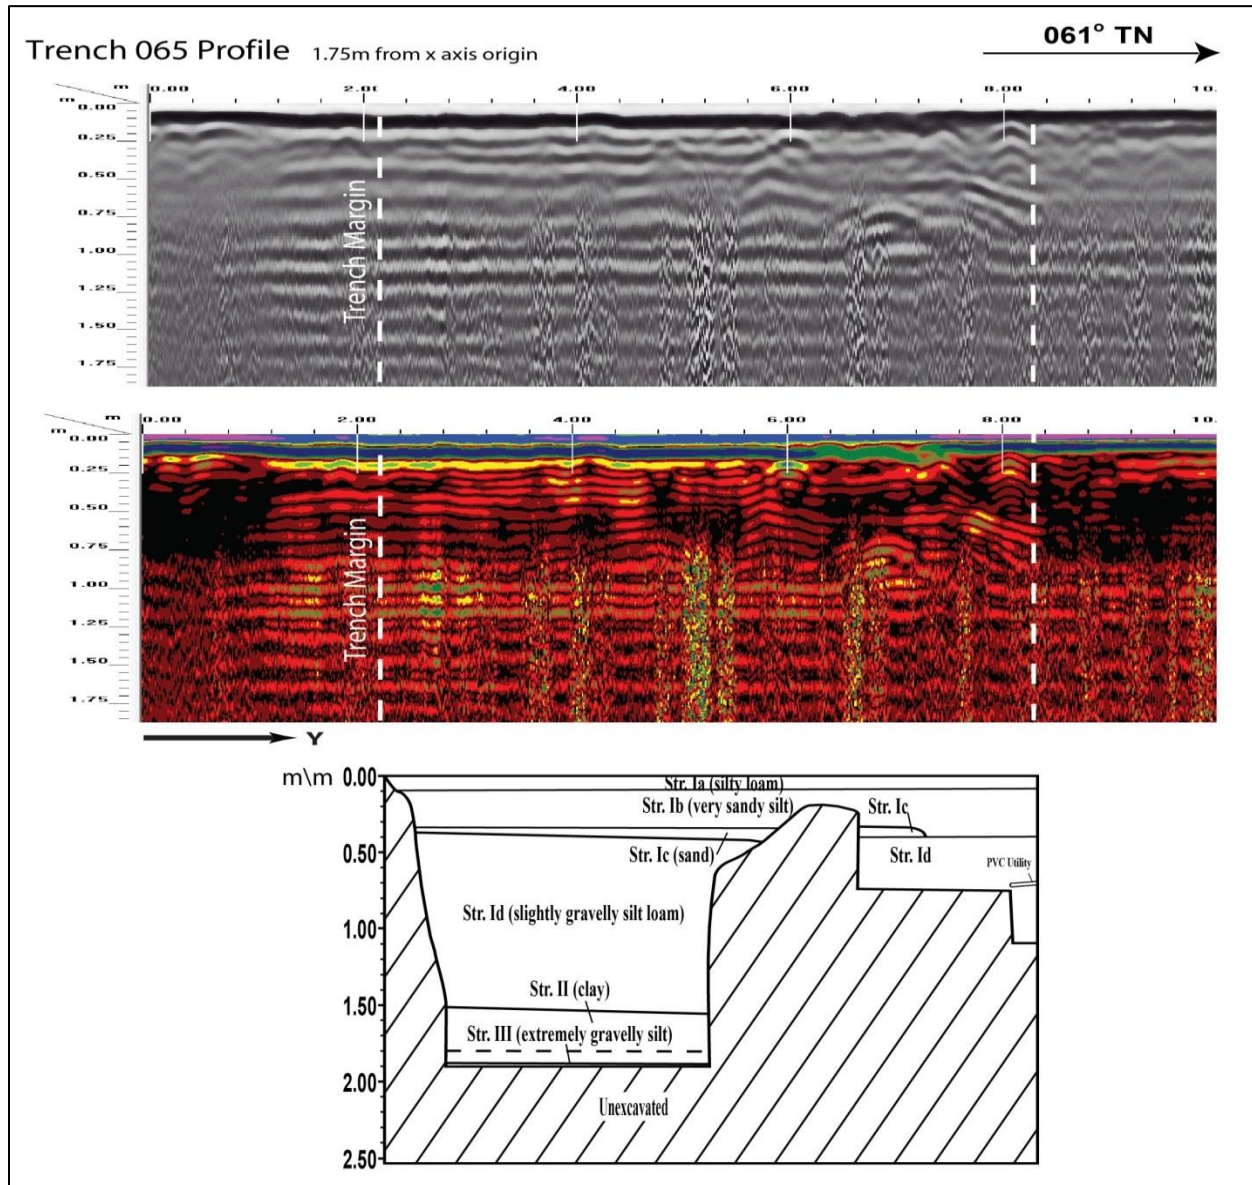 Trench 065 Profile 1.75m from x axis origin
061° TN
m 0.00 2.00 4.00 6.00 8.00 10.
m
0.00
0.25
0.50
0.75
1.00
1.25
1.50
1.75
Trench Margin
m 0.00 2.00 4.00 6.00 8.00 10.
m
0.00
0.25
0.50
0.75
1.00
1.25
1.50
1.75
Trench Margin
Y
m\m 0.00
0.50
1.00
1.50
2.00
2.50
Str. Ia (silty loam)
Str. Ib (very sandy silt)
Str. Ic
Str. Ic (sand)
Str. Id
PVC Utility
Str. Id (slightly gravelly silt loam)
Str. II (clay)
Str. III (extremely gravelly silt)
Unexcavated